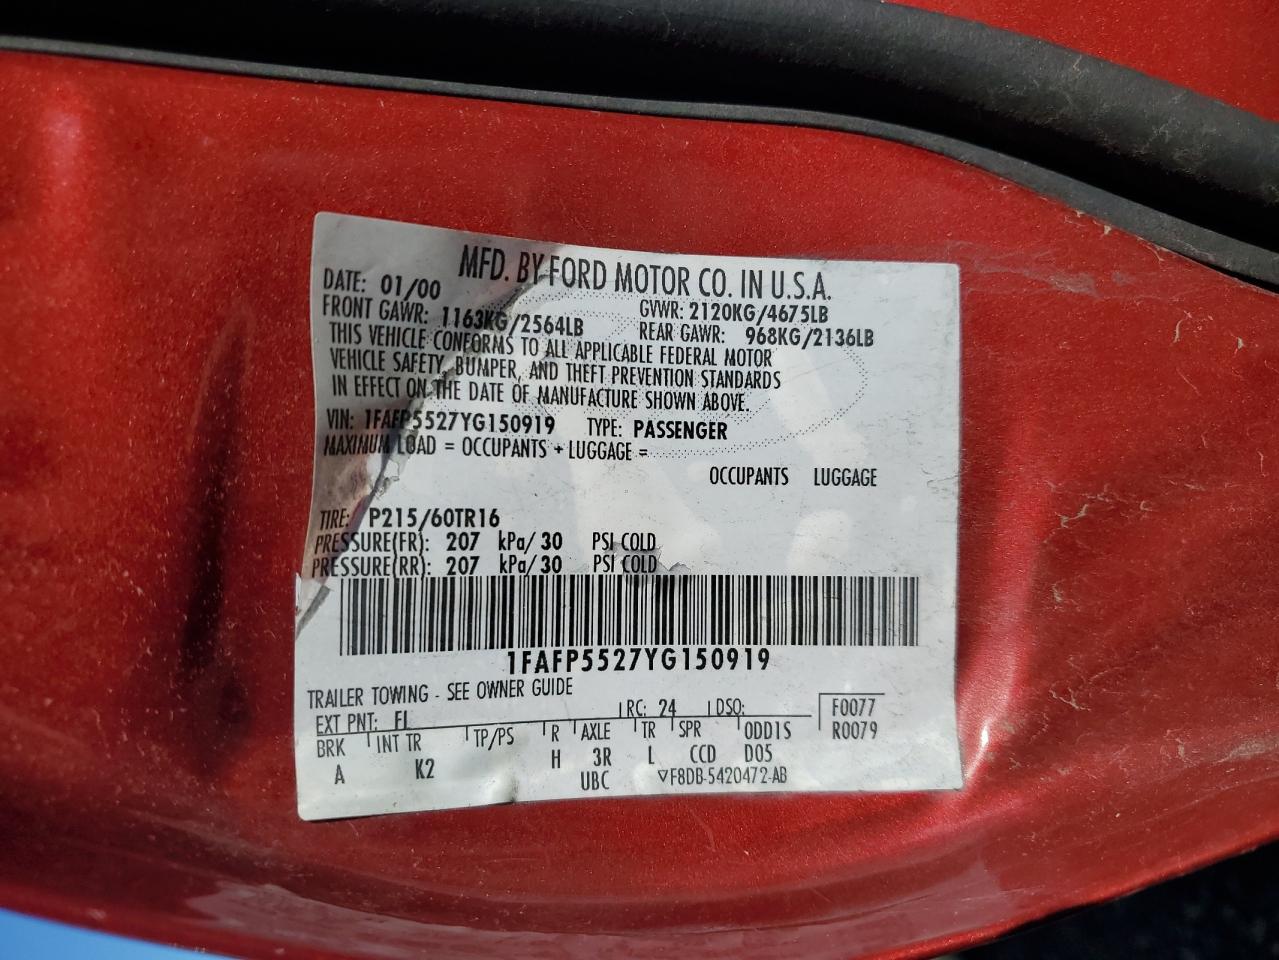 MFD. BY FORD MOTOR CO. IN U.S.A.
DATE: 01/00
GVWR: 2120KG/4675LB
FRONT GAWR: 1163KG/2564LB REAR GAWR: 968KG/2136LB
THIS VEHICLE CONFORMS TO ALL APPLICABLE FEDERAL MOTOR
VEHICLE SAFETY, BUMPER, AND THEFT PREVENTION STANDARDS
IN EFFECT ON THE DATE OF MANUFACTURE SHOWN ABOVE.
VIN: 1FAFP5527YG150919 TYPE: PASSENGER
MAXIMUM LOAD = OCCUPANTS + LUGGAGE =
OCCUPANTS LUGGAGE
TIRE: P215/60TR16
PRESSURE(FR): 207 kPa/30 PSI COLD
PRESSURE(RR): 207 kPa/30 PSI COLD
1FAFP5527YG150919
TRAILER TOWING - SEE OWNER GUIDE
EXT PNT: FI RC: 24 DSO: F0077
BRK INT TR TP/PS R AXLE TR SPR ODD1S R0079
A K2 H 3R L CCD D05
UBC ▽F8DB-5420472-AB